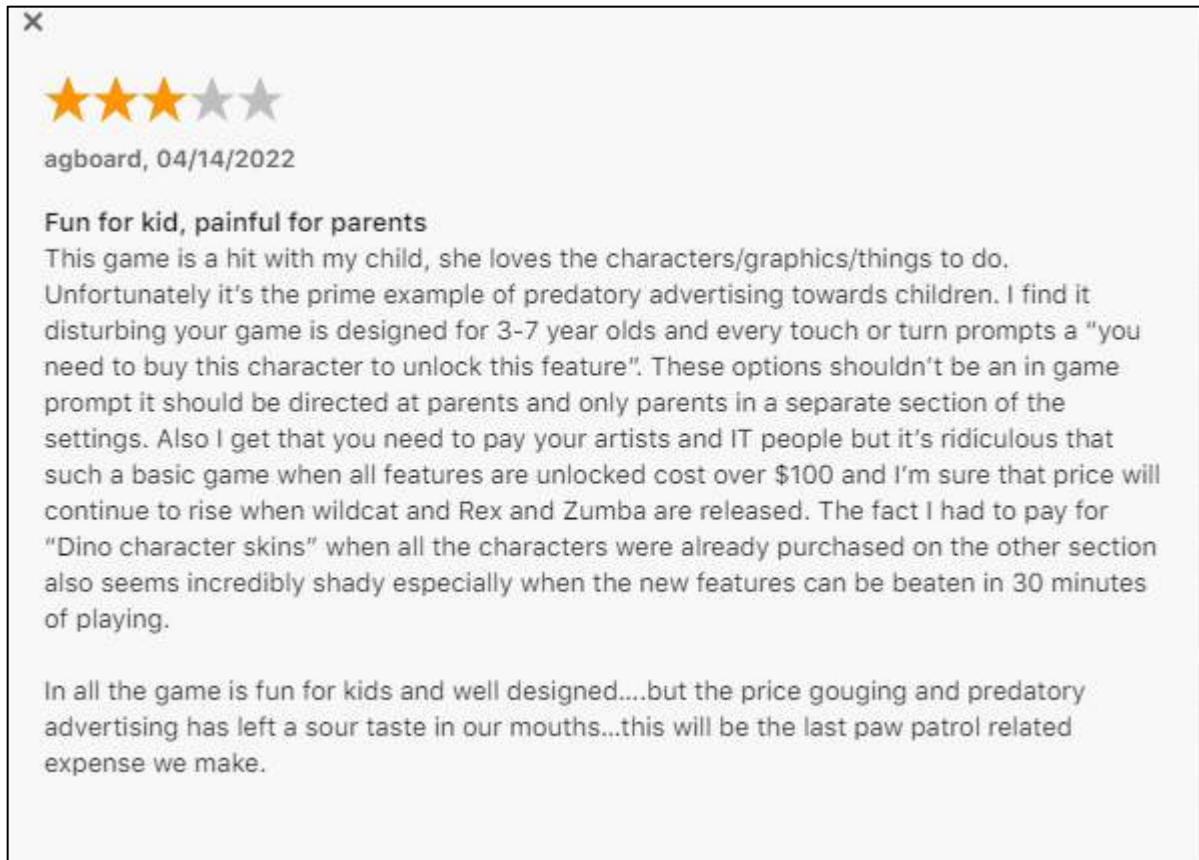 agboard, 04/14/2022
Fun for kid, painful for parents
This game is a hit with my child, she loves the characters/graphics/things to do.
Unfortunately it’s the prime example of predatory advertising towards children. I find it
disturbing your game is designed for 3-7 year olds and every touch or turn prompts a “you
need to buy this character to unlock this feature”. These options shouldn’t be an in game
prompt it should be directed at parents and only parents in a separate section of the
settings. Also I get that you need to pay your artists and IT people but it’s ridiculous that
such a basic game when all features are unlocked cost over $100 and I’m sure that price will
continue to rise when wildcat and Rex and Zumba are released. The fact I had to pay for
“Dino character skins” when all the characters were already purchased on the other section
also seems incredibly shady especially when the new features can be beaten in 30 minutes
of playing.
In all the game is fun for kids and well designed....but the price gouging and predatory
advertising has left a sour taste in our mouths...this will be the last paw patrol related
expense we make.